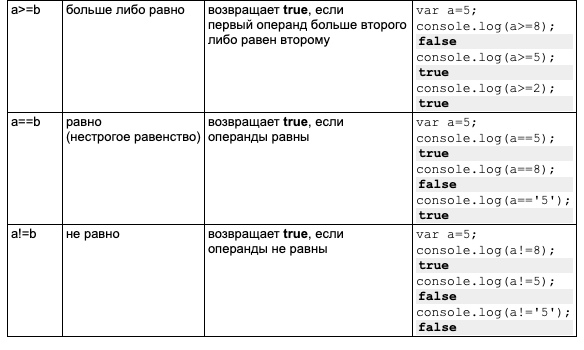 a>=b
больше либо равно
возвращает true, если
первый операнд больше второго
либо равен второму
var a=5;
console.log(a>=8);
false
console.log(a>=5);
true
console.log(a>=2);
true
a==b
равно
(нестрогое равенство)
возвращает true, если
операнды равны
var a=5;
console.log(a==5);
true
console.log(a==8);
false
console.log(a=='5');
true
a!=b
не равно
возвращает true, если
операнды не равны
var a=5;
console.log(a!=8);
true
console.log(a!=5);
false
console.log(a!='5');
false